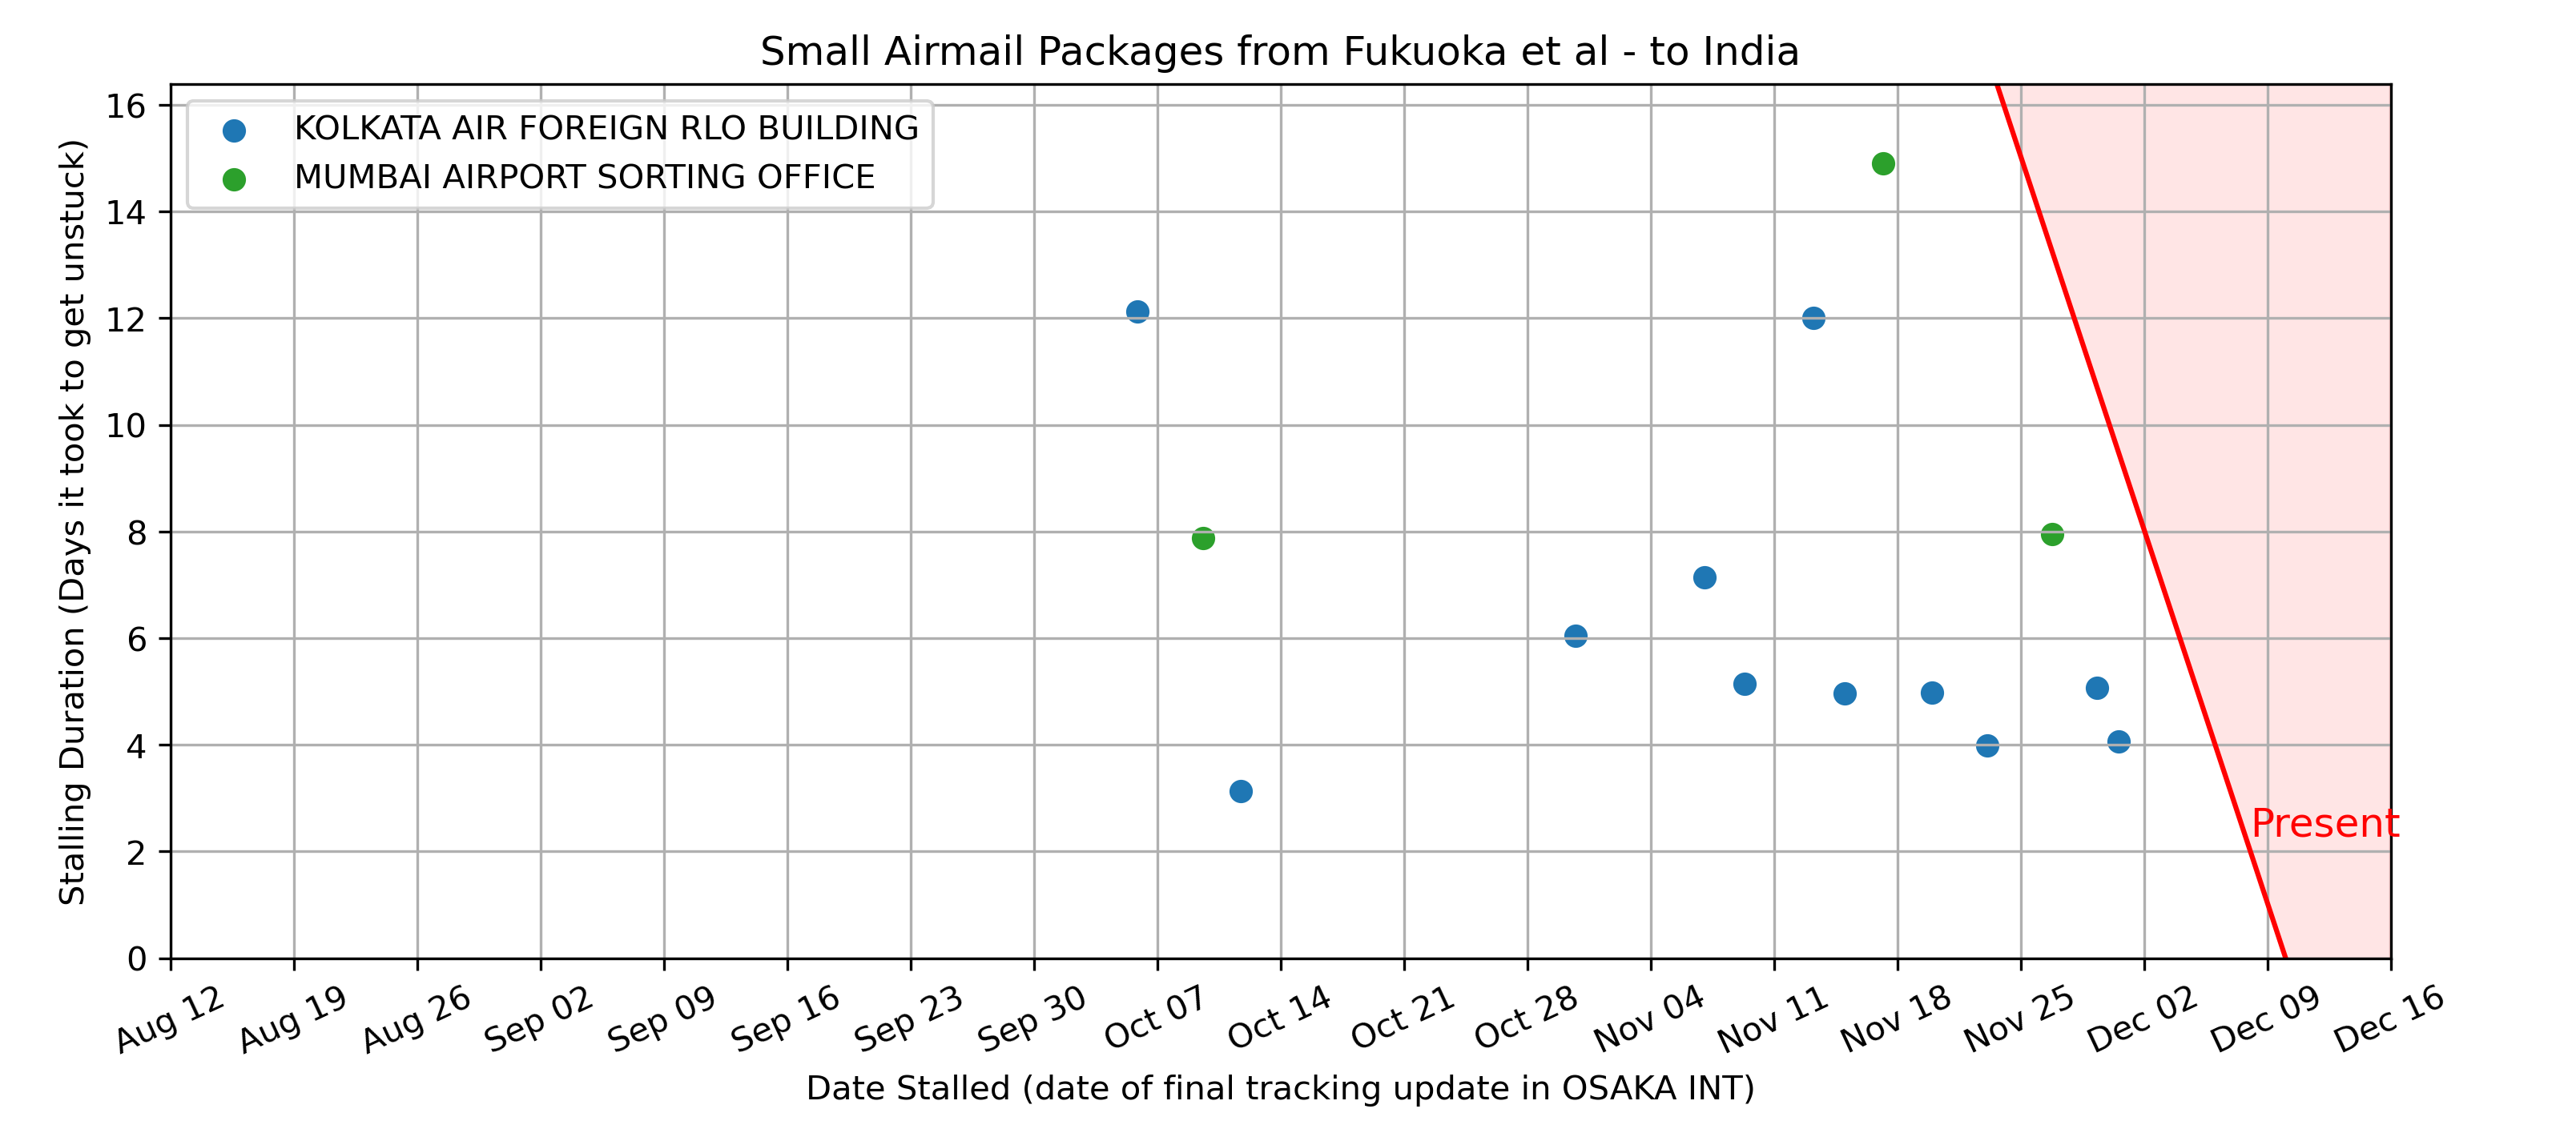 Small Airmail Packages from Fukuoka et al - to India
KOLKATA AIR FOREIGN RLO BUILDING
MUMBAI AIRPORT SORTING OFFICE
Stalling Duration (Days it took to get unstuck)
16
14
12
10
8
6
4
2
0
Present
Aug 12
Aug 19
Aug 26
Sep 02
Sep 09
Sep 16
Sep 23
Sep 30
Oct 07
Oct 14
Oct 21
Oct 28
Nov 04
Nov 11
Nov 18
Nov 25
Dec 02
Dec 09
Dec 16
Date Stalled (date of final tracking update in OSAKA INT)